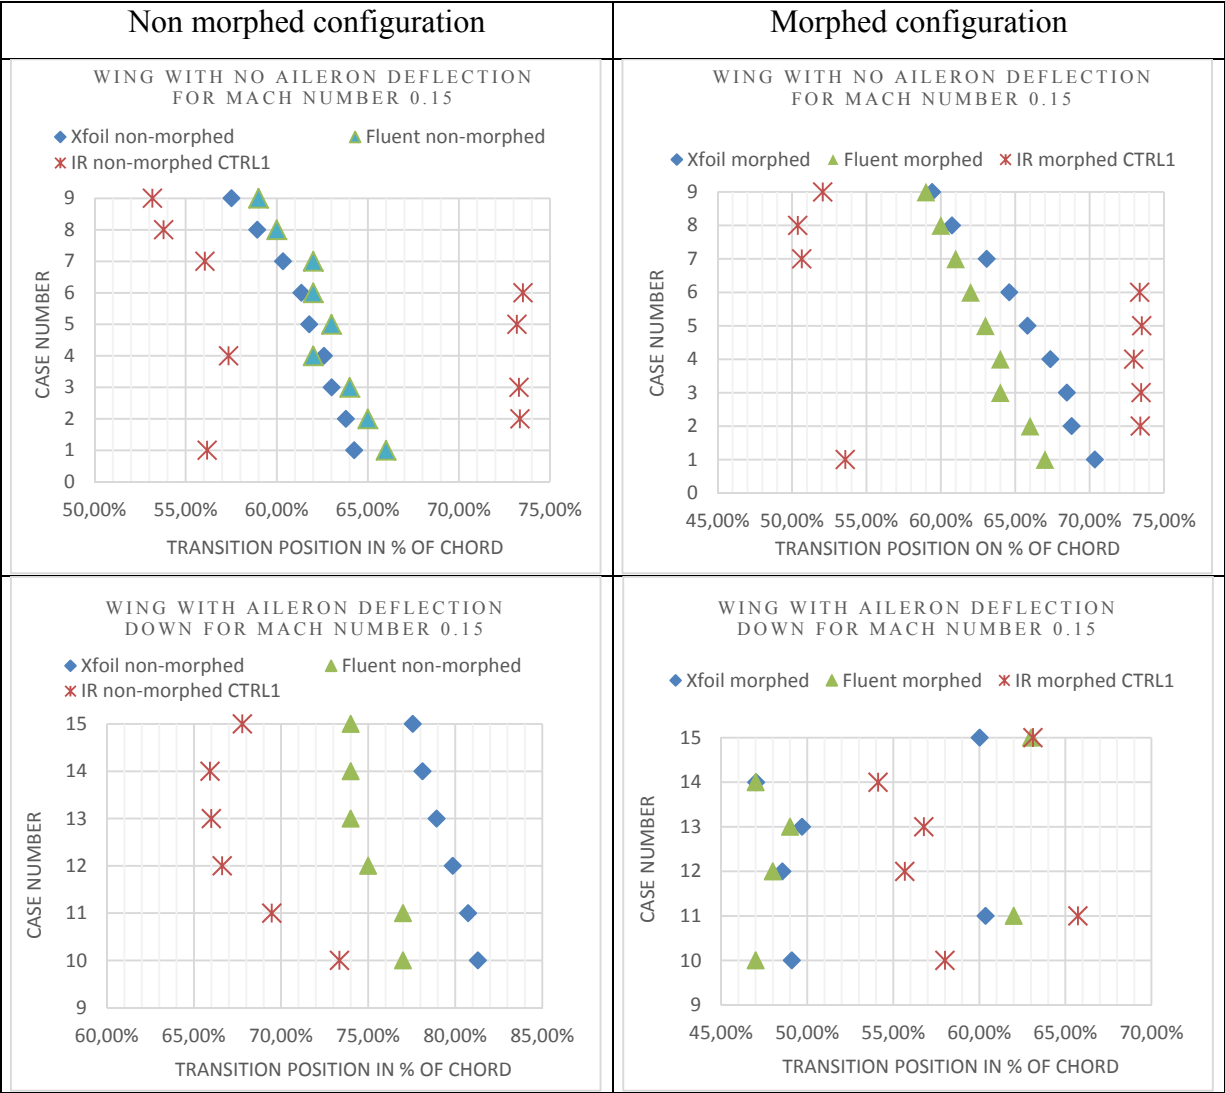 Non morphed configuration
Morphed configuration
WING WITH NO AILERON DEFLECTION
FOR MACH NUMBER 0.15
Xfoil non-morphed
Fluent non-morphed
IR non-morphed CTRL1
9
8
7
6
5
4
3
2
1
0
CASE NUMBER
50,00% 55,00% 60,00% 65,00% 70,00% 75,00%
TRANSITION POSITION IN % OF CHORD
WING WITH NO AILERON DEFLECTION
FOR MACH NUMBER 0.15
Xfoil morphed Fluent morphed IR morphed CTRL1
9
8
7
6
5
4
3
2
1
0
CASE NUMBER
45,00% 50,00% 55,00% 60,00% 65,00% 70,00% 75,00%
TRANSITION POSITION ON % OF CHORD
WING WITH AILERON DEFLECTION
DOWN FOR MACH NUMBER 0.15
Xfoil non-morphed
Fluent non-morphed
IR non-morphed CTRL1
15
14
13
12
11
10
9
CASE NUMBER
60,00% 65,00% 70,00% 75,00% 80,00% 85,00%
TRANSITION POSITION IN % OF CHORD
WING WITH AILERON DEFLECTION
DOWN FOR MACH NUMBER 0.15
Xfoil morphed Fluent morphed IR morphed CTRL1
15
14
13
12
11
10
9
CASE NUMBER
45,00% 50,00% 55,00% 60,00% 65,00% 70,00%
TRANSITION POSITION IN % OF CHORD